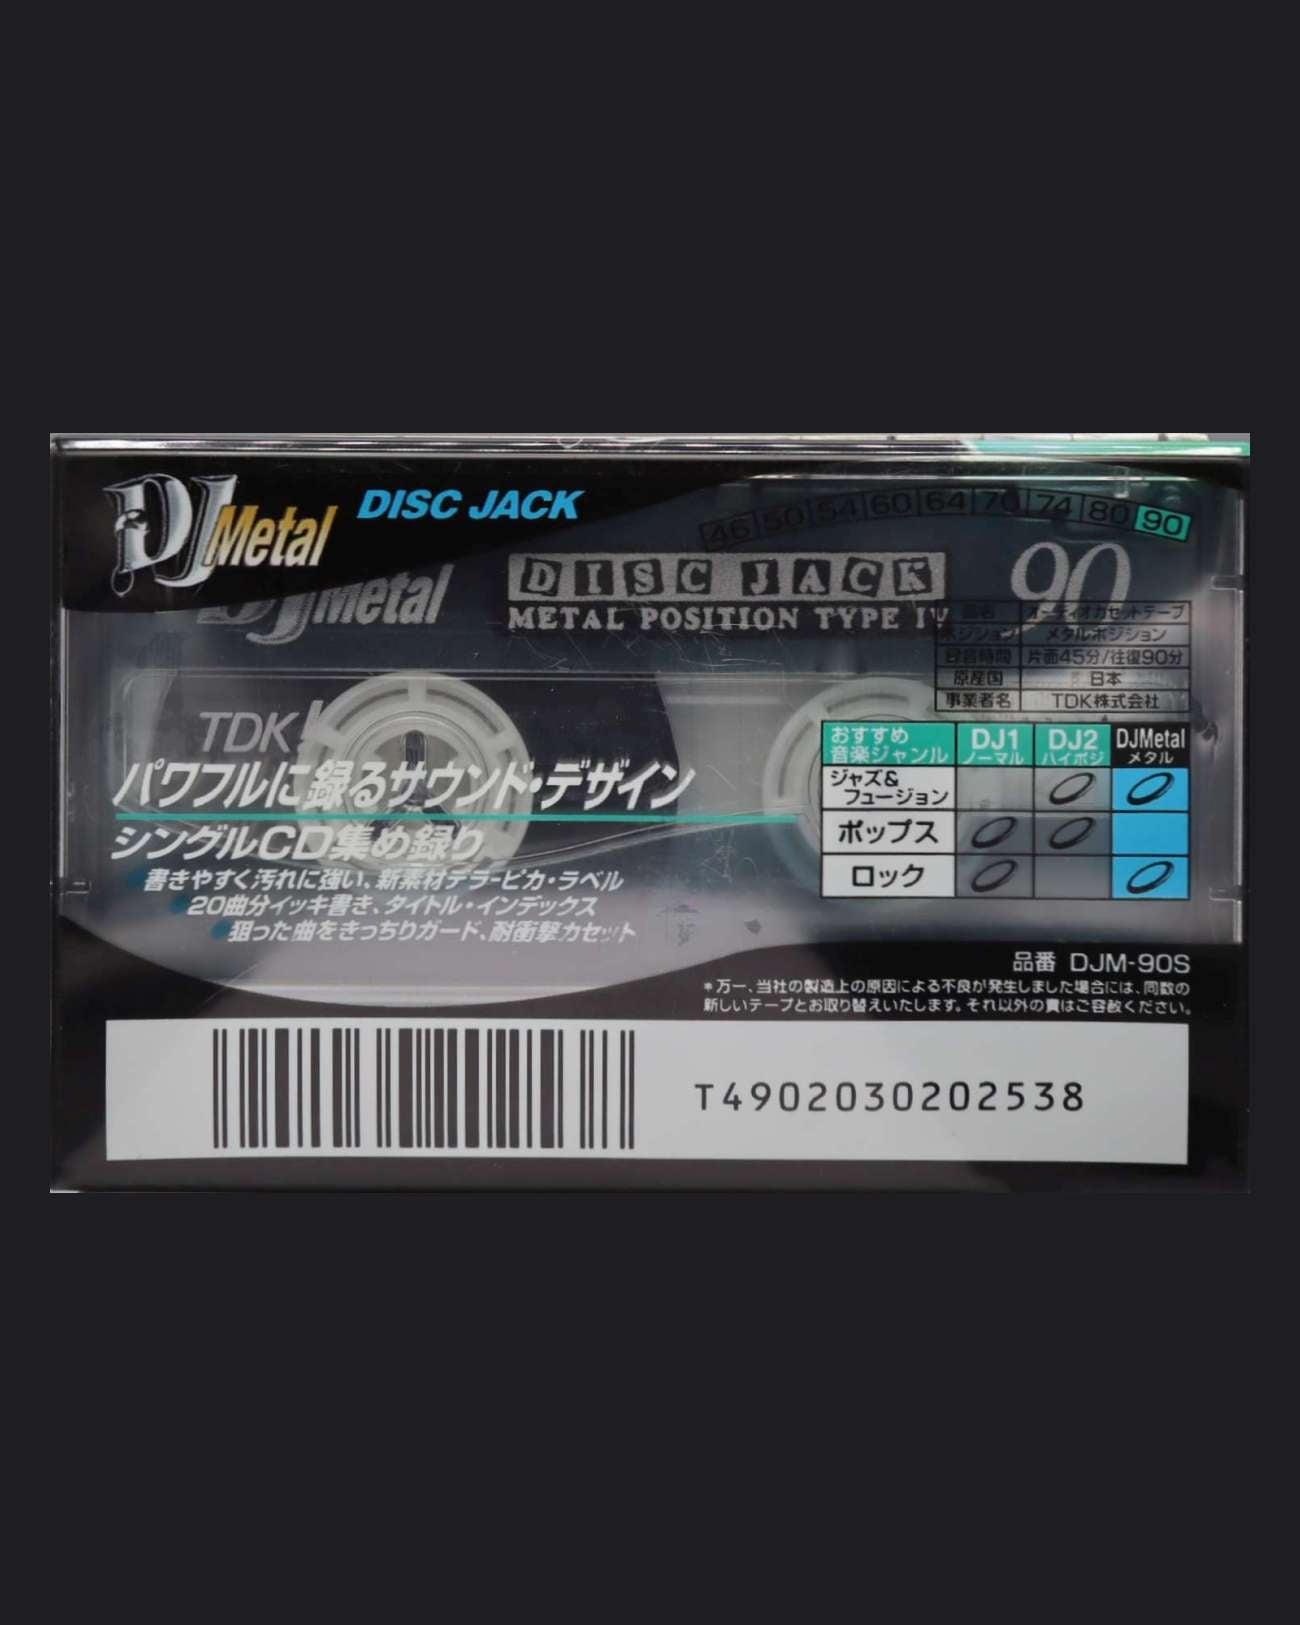 DJ Metal DISC JACK
46 50 54 60 64 70 74 80 90
DJ Metal
DISC JACK
90
METAL POSITION TYPE IV
品名 オーディオカセットテープ
ポジション メタルポジション
録音時間 片面45分/往復90分
原産国 日本
事業者名 TDK株式会社
TDK!
パワフルに録るサウンド・デザイン
シングルCD集め録り
書きやすく汚れに強い、新素材テラーピカ・ラベル
20曲分イッキ書き、タイトル・インデックス
狙った曲をきっちりガード、耐衝撃カセット
おすすめ
音楽ジャンル
DJ1
ノーマル
DJ2
ハイポジ
DJMetal
メタル
ジャズ&
フュージョン
ポップス
ロック
品番 DJM-90S
*万一、当社の製造上の原因による不良が発生しました場合には、同数の
新しいテープとお取り替えいたします。それ以外の責はご容赦ください。
T4902030202538